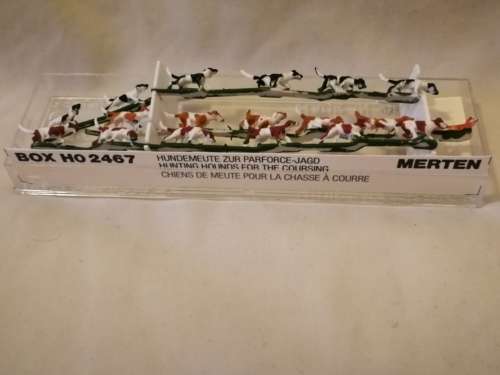 BOX HO 2467 HUNDEMEUTE ZUR PARFORCE-JAGD MERTEN
HUNTING HOUNDS FOR THE COURSING
CHIENS DE MEUTE POUR LA CHASSE À COURRE